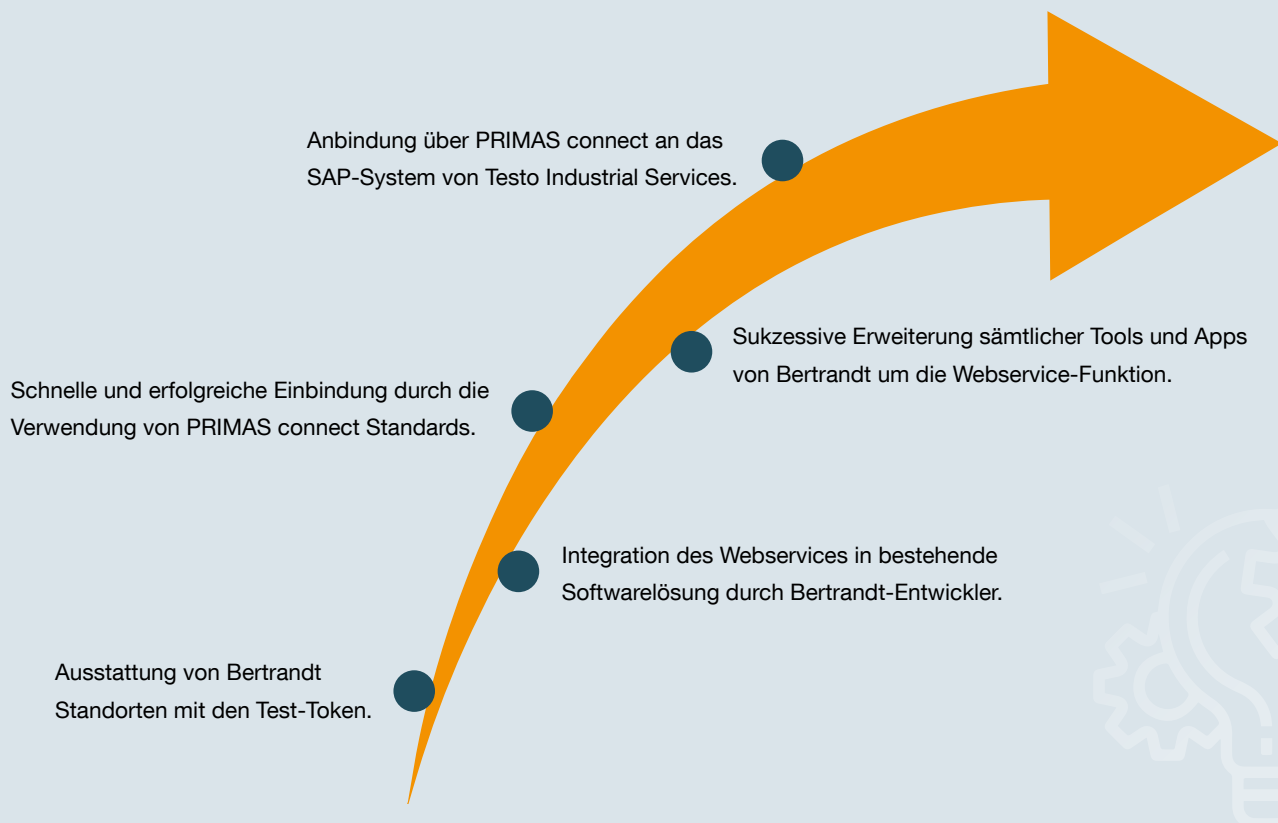 Anbindung über PRIMAS connect an das
SAP-System von Testo Industrial Services.
Sukzessive Erweiterung sämtlicher Tools und Apps
von Bertrandt um die Webservice-Funktion.
Schnelle und erfolgreiche Einbindung durch die
Verwendung von PRIMAS connect Standards.
Integration des Webservices in bestehende
Softwarelösung durch Bertrandt-Entwickler.
Ausstattung von Bertrandt
Standorten mit den Test-Token.